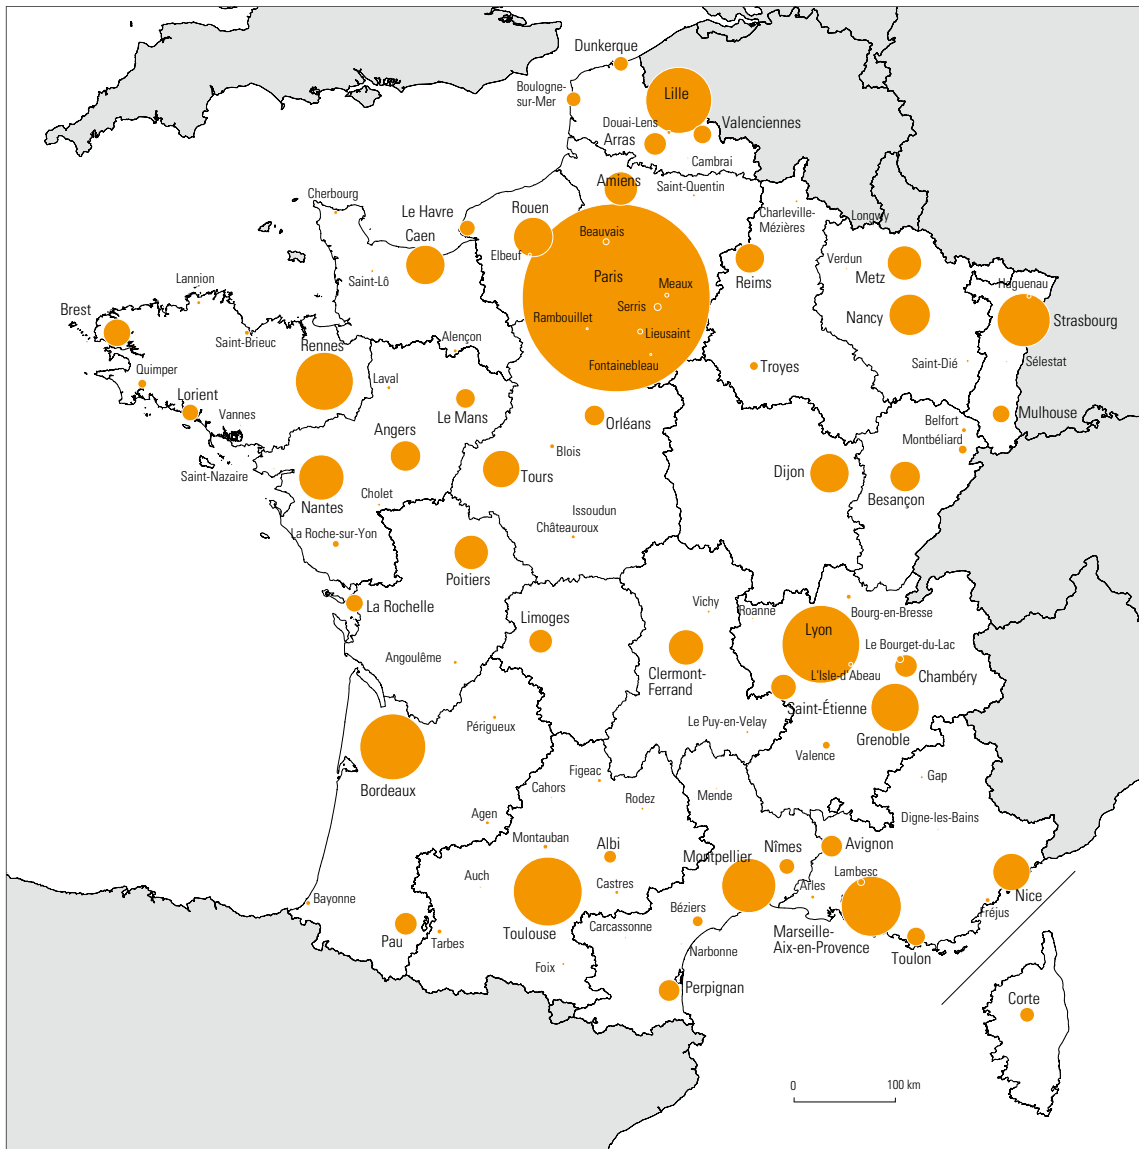 Dunkerque
Boulogne-
sur-Mer
Lille
Douai-Lens
Valenciennes
Arras
Cambrai
Amiens
Saint-Quentin
Cherbourg
Le Havre
Rouen
Charleville-
Mézières
Longwy
Caen
Beauvais
Elbeuf
Verdun
Metz
Saint-Lô
Paris
Meaux
Reims
Haguenau
Lannion
Serris
Nancy
Strasbourg
Brest
Rambouillet
Lieusaint
Saint-Brieuc
Rennes
Alençon
Fontainebleau
Troyes
Saint-Dié
Sélestat
Quimper
Laval
Lorient
Vannes
Le Mans
Orléans
Mulhouse
Belfort
Montbéliard
Angers
Blois
Saint-Nazaire
Tours
Dijon
Besançon
Nantes
Cholet
Issoudun
Châteauroux
La Roche-sur-Yon
Poitiers
La Rochelle
Limoges
Vichy
Roanne
Bourg-en-Bresse
Lyon
Le Bourget-du-Lac
Angoulême
Clermont-
Ferrand
L'Isle-d'Abeau
Chambéry
Saint-Étienne
Périgueux
Le Puy-en-Velay
Grenoble
Valence
Bordeaux
Figeac
Cahors
Rodez
Mende
Gap
Agen
Digne-les-Bains
Montauban
Albi
Nîmes
Avignon
Montpellier
Auch
Castres
Lambesc
Arles
Nice
Bayonne
Béziers
Fréjus
Pau
Tarbes
Toulouse
Carcassonne
Marseille-
Aix-en-Provence
Narbonne
Toulon
Foix
Perpignan
Corte
0
100 km